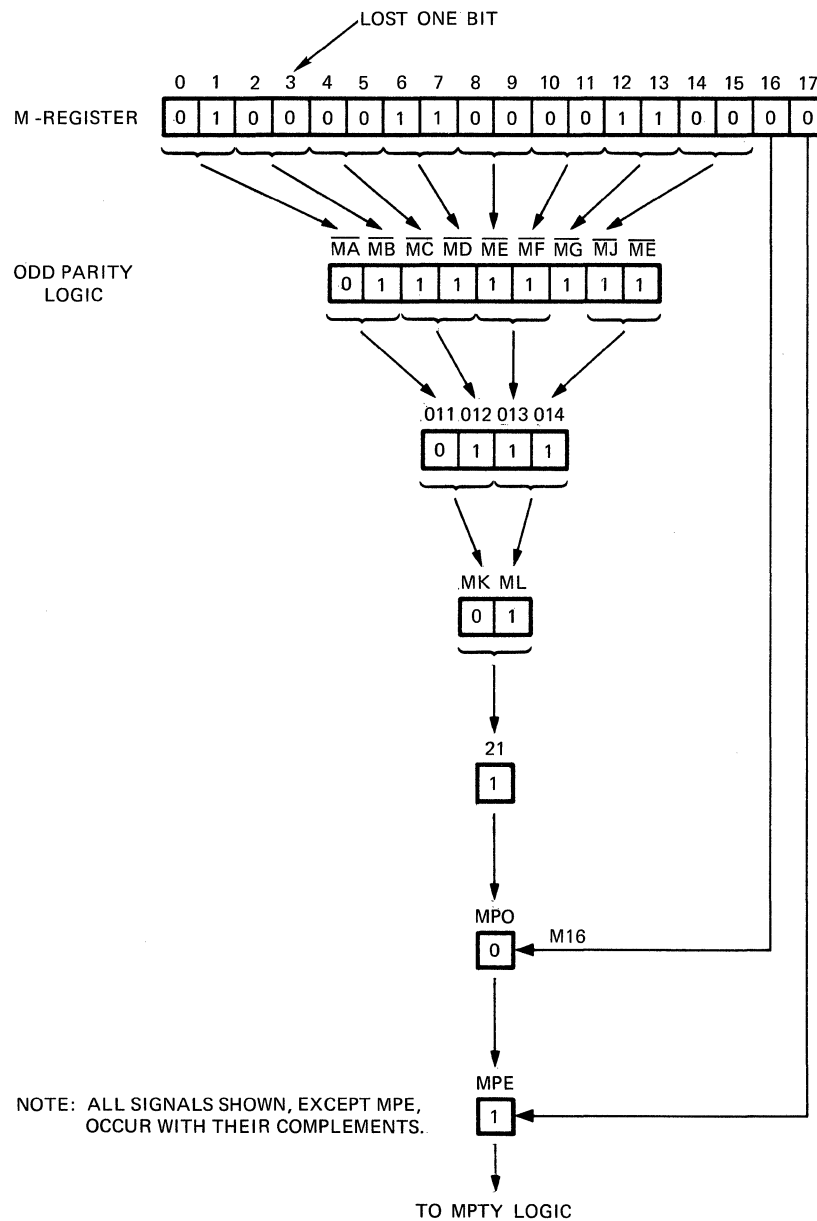 LOST ONE BIT
0 1 2 3 4 5 6 7 8 9 10 11 12 13 14 15 16 17
M-REGISTER 0 1 0 0 0 0 1 1 0 0 0 0 1 1 0 0 0 0
MA MB MC MD ME MF MG MJ ME
ODD PARITY
LOGIC
0 1 1 1 1 1 1 1 1
011 012 013 014
0 1 1 1
MK ML
0 1
21
1
MPO
M16
0
MPE
1
NOTE: ALL SIGNALS SHOWN, EXCEPT MPE,
OCCUR WITH THEIR COMPLEMENTS.
TO MPTY LOGIC